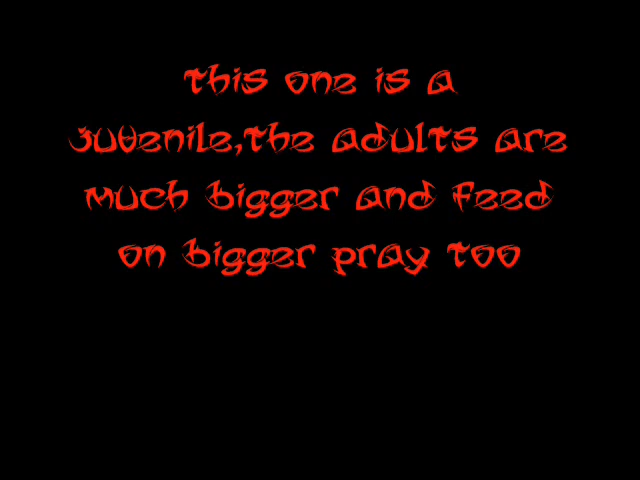 this one is a
juvenile,the adults are
much bigger and feed
on bigger pray too